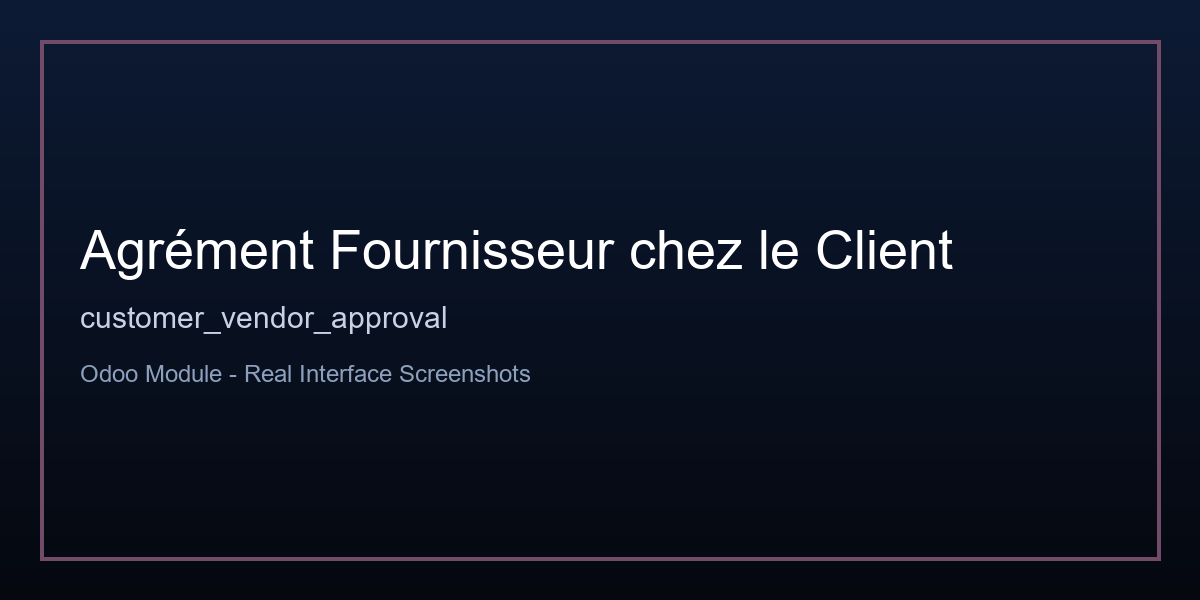 Agrément Fournisseur chez le Client
customer_vendor_approval
Odoo Module - Real Interface Screenshots